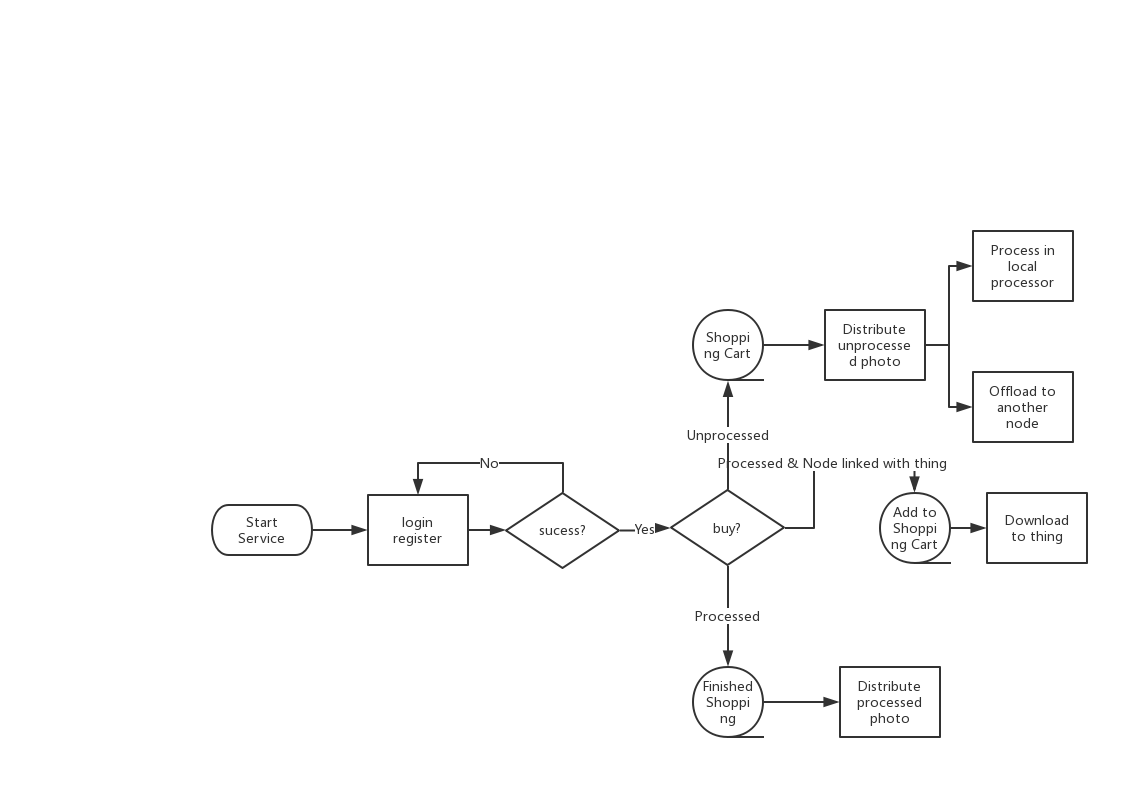 Process in
local
processor
Shoppi
ng Cart
Distribute
unprocesse
d photo
Offload to
another
node
Unprocessed
No
Processed & Node linked with thing
Start
Service
login
register
sucess?
Yes
buy?
Add to
Shoppi
ng Cart
Download
to thing
Processed
Finished
Shoppi
ng
Distribute
processed
photo